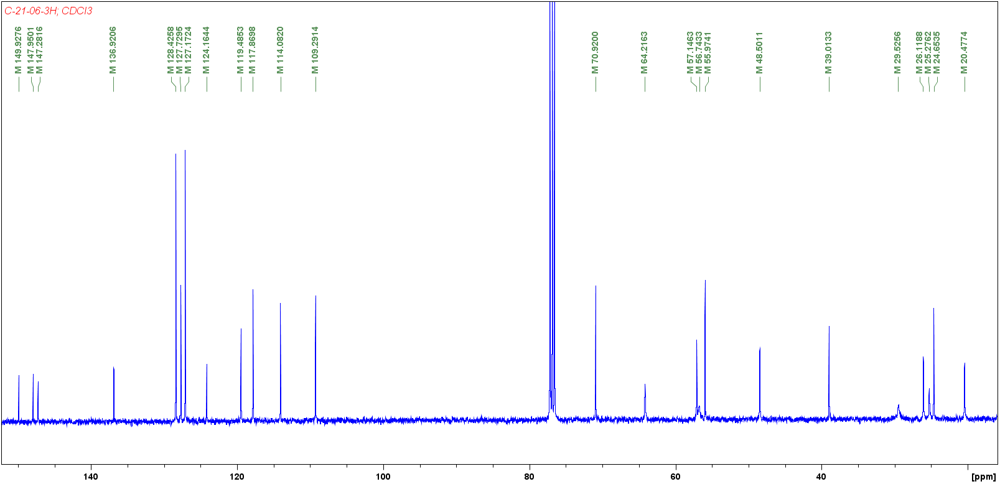 C-21-06-3H; CDCl3
M 149.9276
M 147.9501
M 147.2816
M 136.9206
M 128.4258
M 127.7295
M 127.1724
M 124.1644
M 119.4853
M 117.8698
M 114.0820
M 109.2914
M 70.9200
M 64.2163
M 57.1463
M 56.7433
M 55.9741
M 48.5011
M 39.0133
M 29.5256
M 26.1188
M 25.2762
M 24.6535
M 20.4774
140 120 100 80 60 40 [ppm]